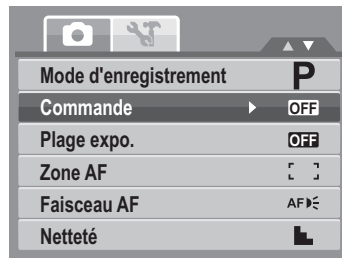 Mode d'enregistrement P
Commande OFF
Plage expo. OFF
Zone AF
Faisceau AF AF
Netteté